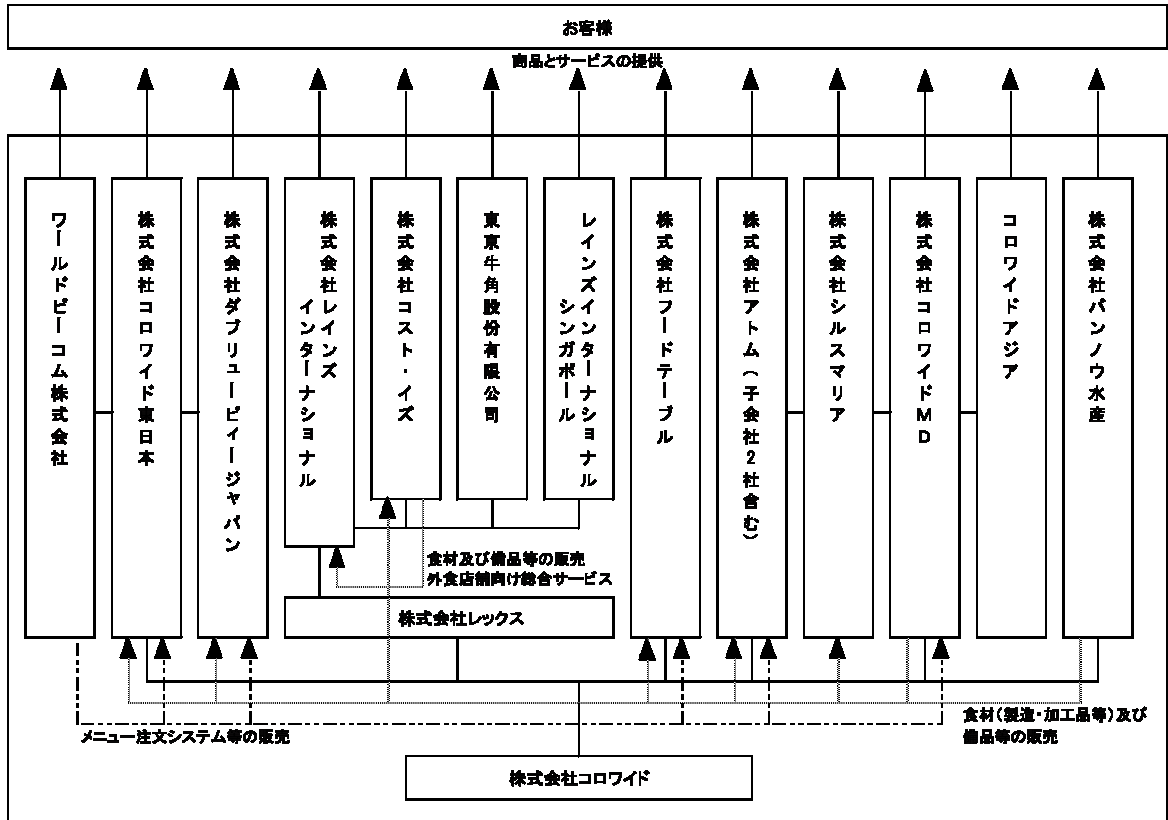 お客様
商品とサービスの提供
ワールドピーコム株式会社
株式会社コロワイド東日本
株式会社ダブリューピィージャパン
株式会社レインズ
インターナショナル
株式会社コスト・イズ
東京牛角股份有限公司
レインズインターナショナル
シンガポール
株式会社フードテーブル
株式会社アトム(子会社2社含む)
株式会社シルスマリア
株式会社コロワイドMD
コロワイドアジア
株式会社バンノウ水産
食材及び備品等の販売
外食店舗向け総合サービス
株式会社レックス
メニュー注文システム等の販売
食材(製造・加工品等)及び
備品等の販売
株式会社コロワイド